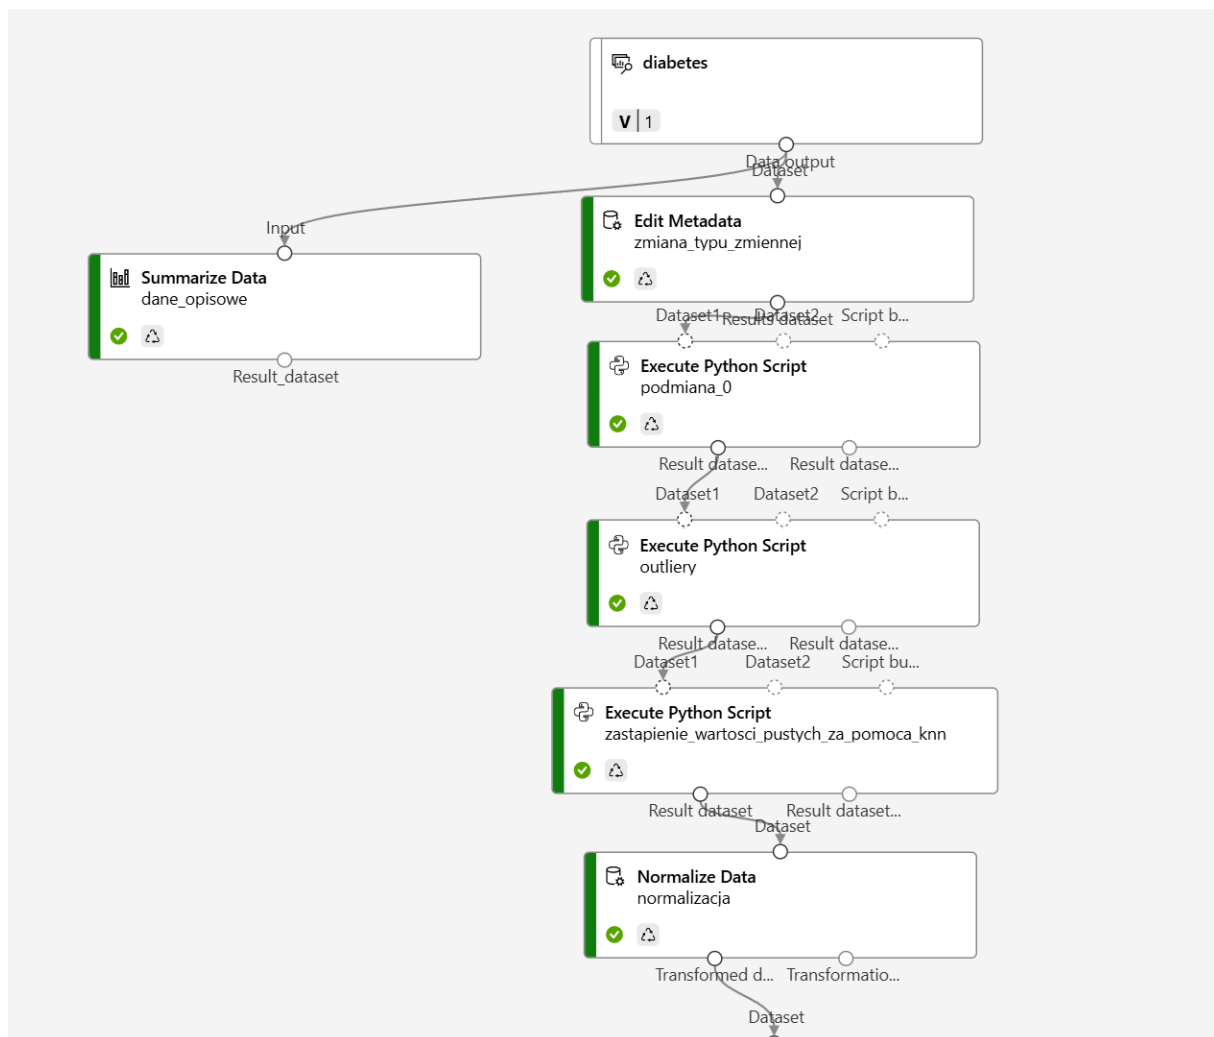 diabetes
V 1
Data output
Dataset
Input
Edit Metadata
zmiana_typu_zmiennej
Summarize Data
dane_opisowe
Result_dataset
Dataset1 Dataset2 Script b...
Results dataset
Execute Python Script
podmiana_0
Result datase... Result datase...
Dataset1 Dataset2 Script b...
Execute Python Script
outliery
Result datase... Result datase...
Dataset1 Dataset2 Script bu...
Execute Python Script
zastapienie_wartosci_pustych_za_pomoca_knn
Result dataset Result dataset...
Dataset
Normalize Data
normalizacja
Transformed d... Transformatio...
Dataset